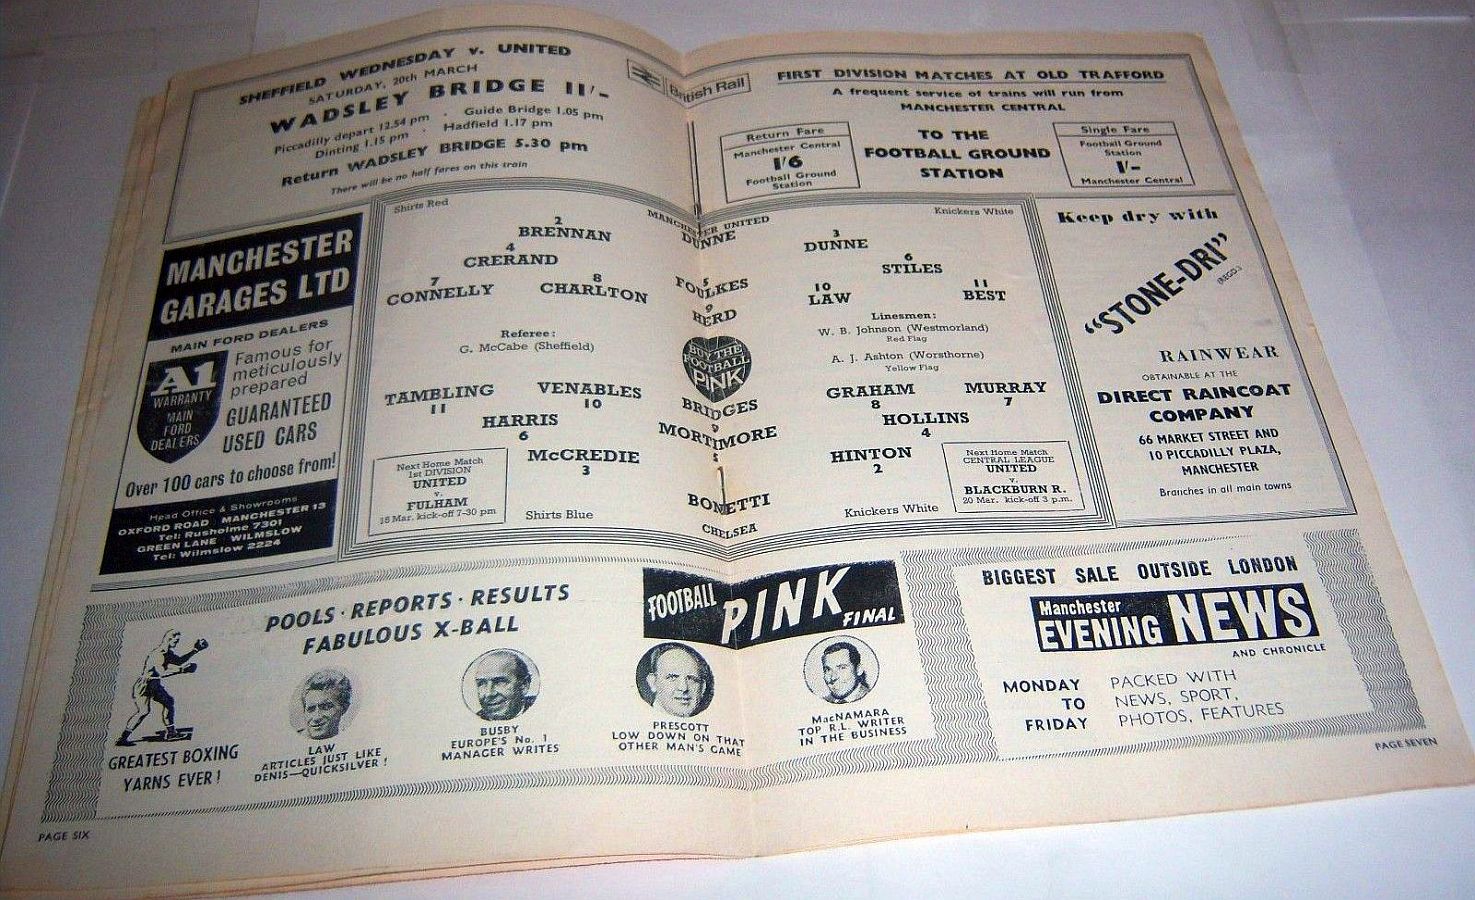 SHEFFIELD WEDNESDAY v. UNITED
SATURDAY, 20th MARCH
WADSLEY BRIDGE 11/-
Piccadilly depart 12.54 pm . Guide Bridge 1.05 pm
Dinting 1.15 pm . Hadfield 1.17 pm
Return WADSLEY BRIDGE 5.30 pm
There will be no half fares on this train
British Rail
FIRST DIVISION MATCHES AT OLD TRAFFORD
A frequent service of trains will run from
MANCHESTER CENTRAL
Return Fare
Manchester Central
1/6
Football Ground
Station
TO THE
FOOTBALL GROUND
STATION
Single Fare
Football Ground
Station
1/-
Manchester Central
MANCHESTER
GARAGES LTD
MAIN FORD DEALERS
A1
WARRANTY
MAIN
FORD
DEALERS
Famous for
meticulously
prepared
GUARANTEED
USED CARS
Over 100 cars to choose from!
Head Office & Showrooms
OXFORD ROAD MANCHESTER 13
Tel: Rusholme 7301
GREEN LANE WILMSLOW
Tel: Wilmslow 2224
Shirts Red
MANCHESTER UNITED
Knickers White
DUNNE
2
BRENNAN
3
DUNNE
4
CRERAND
5
FOULKES
6
STILES
7
CONNELLY
8
CHARLTON
9
HERD
10
LAW
11
BEST
Referee:
G. McCabe (Sheffield)
BUY THE
FOOTBALL
PINK
Linesmen:
W. B. Johnson (Westmorland)
Red Flag
A. J. Ashton (Worsthorne)
Yellow Flag
TAMBLING
11
VENABLES
10
BRIDGES
9
GRAHAM
8
MURRAY
7
HARRIS
6
MORTIMORE
5
HOLLINS
4
McCREDIE
3
HINTON
2
1
BONETTI
CHELSEA
Next Home Match
1st DIVISION
UNITED
v.
FULHAM
15 Mar. kick-off 7-30 pm
Shirts Blue
Knickers White
Next Home Match
CENTRAL LEAGUE
UNITED
v.
BLACKBURN R.
20 Mar. kick-off 3 p.m.
Keep dry with
"STONE-DRI"
(REGD.)
RAINWEAR
OBTAINABLE AT THE
DIRECT RAINCOAT
COMPANY
66 MARKET STREET AND
10 PICCADILLY PLAZA,
MANCHESTER
Branches in all main towns
POOLS · REPORTS · RESULTS
FABULOUS X-BALL
FOOTBALL PINK FINAL
GREATEST BOXING
YARNS EVER!
LAW
ARTICLES JUST LIKE
DENIS—QUICKSILVER!
BUSBY
EUROPE'S No. 1
MANAGER WRITES
PRESCOTT
LOW DOWN ON THAT
OTHER MAN'S GAME
MacNAMARA
TOP R.L. WRITER
IN THE BUSINESS
BIGGEST SALE OUTSIDE LONDON
Manchester
EVENING NEWS
AND CHRONICLE
MONDAY
TO
FRIDAY
PACKED WITH
NEWS, SPORT,
PHOTOS, FEATURES
PAGE SIX
PAGE SEVEN